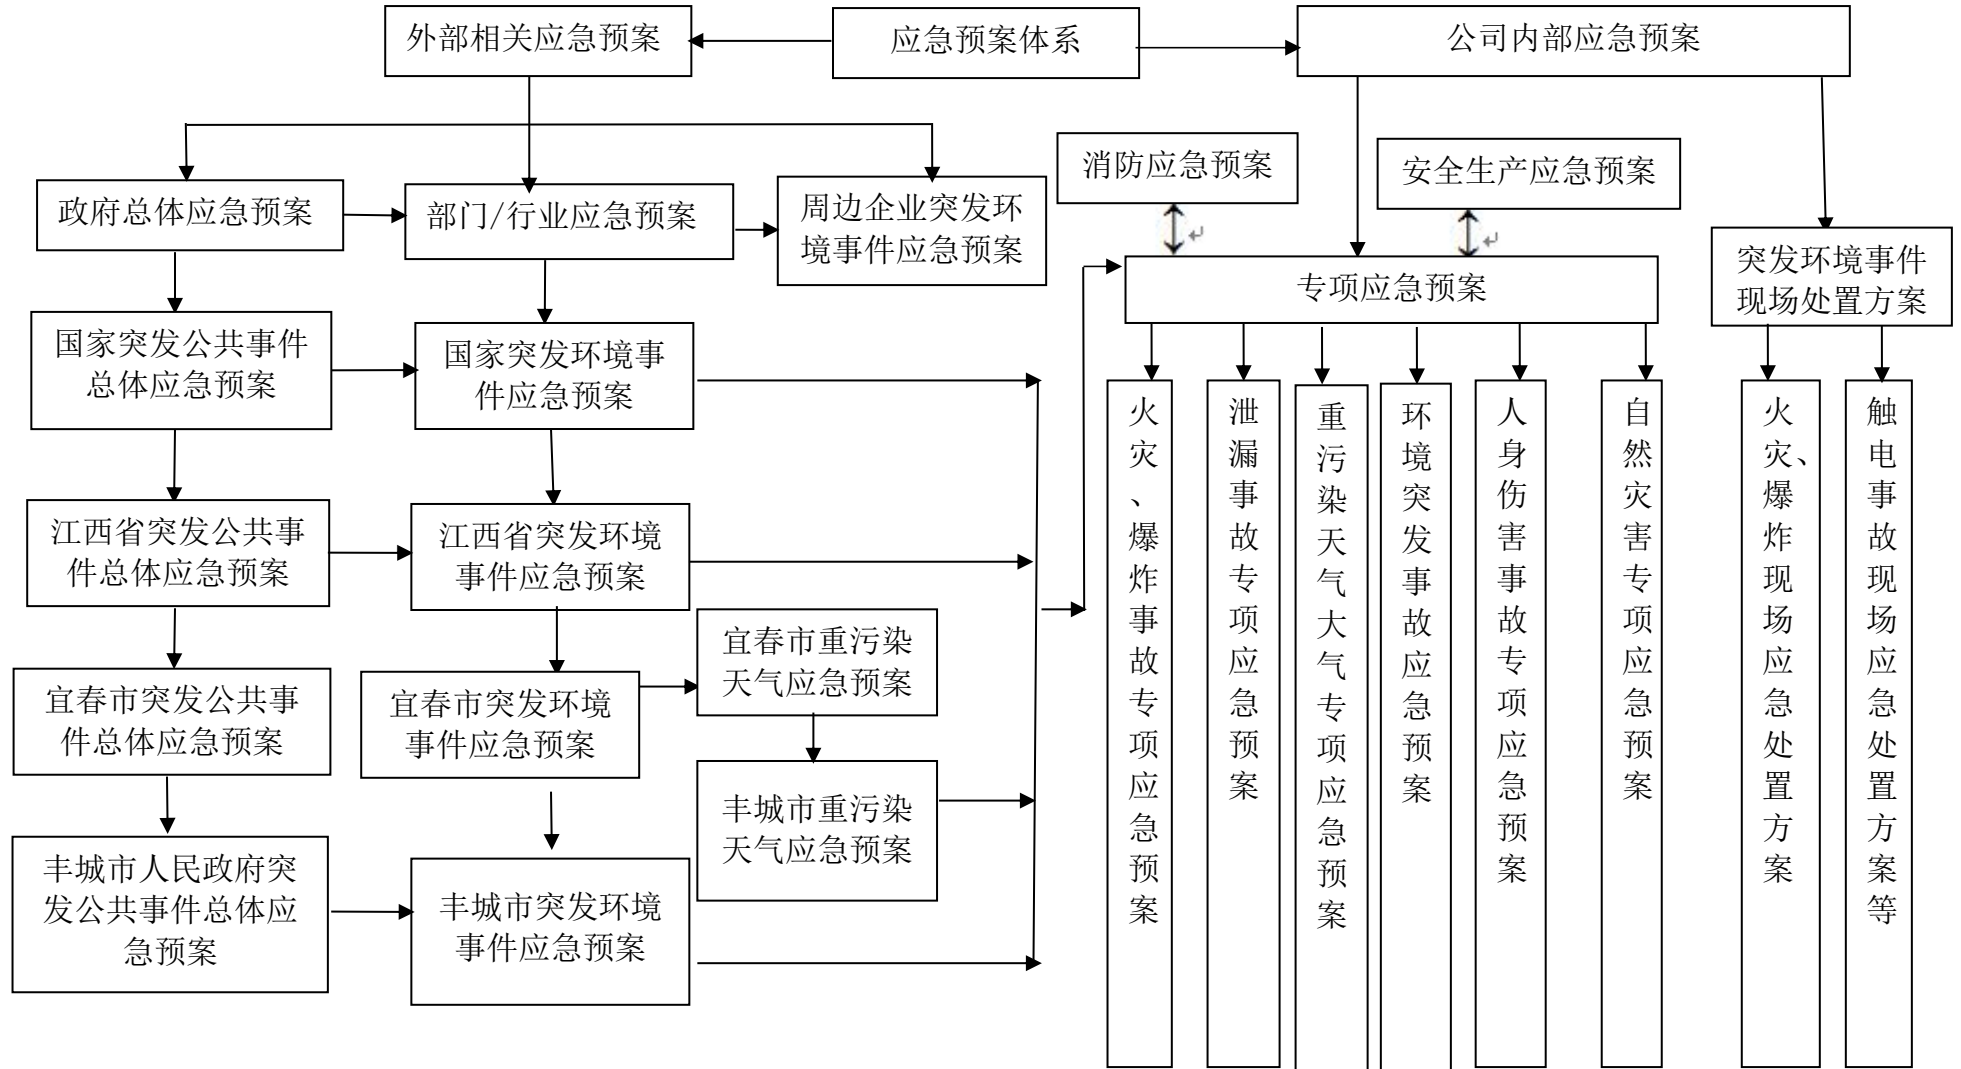 外部相关应急预案
应急预案体系
公司内部应急预案
消防应急预案
安全生产应急预案
政府总体应急预案
部门/行业应急预案
周边企业突发环
境事件应急预案
专项应急预案
突发环境事件
现场处置方案
国家突发公共事件
总体应急预案
国家突发环境事
件应急预案
江西省突发公共事
件总体应急预案
江西省突发环境
事件应急预案
宜春市重污染
天气应急预案
宜春市突发公共事
件总体应急预案
宜春市突发环境
事件应急预案
丰城市重污染
天气应急预案
丰城市人民政府突
发公共事件总体应
急预案
丰城市突发环境
事件应急预案
火灾、爆炸事故专项应急预案
泄漏事故专项应急预案
重污染天气大气专项应急预案
环境突发事故应急预案
人身伤害事故专项应急预案
自然灾害专项应急预案
火灾、爆炸现场应急处置方案
触电事故现场应急处置方案等